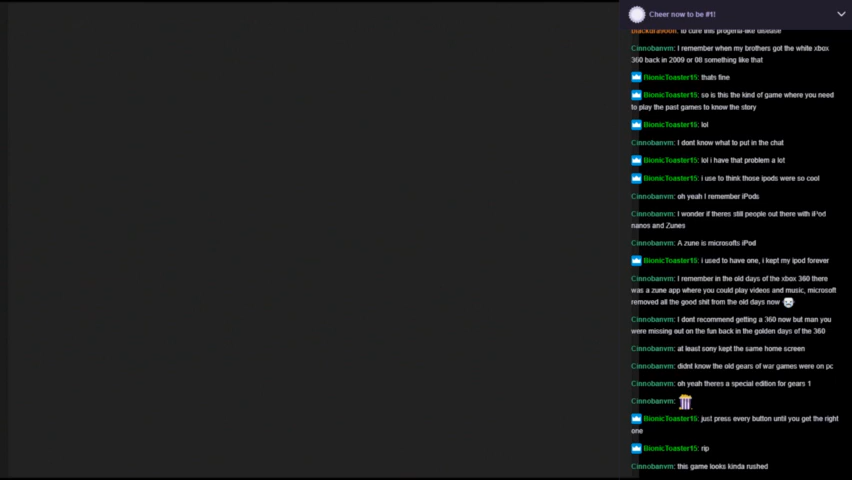 Cheer now to be #1!
to cure this progeria-like disease
Cinnobanvm: I remember when my brothers got the white xbox
360 back in 2009 or 08 something like that
BionicToaster15: thats fine
BionicToaster15: so is this the kind of game where you need
to play the past games to know the story
BionicToaster15: lol
Cinnobanvm: I dont know what to put in the chat
BionicToaster15: lol i have that problem a lot
BionicToaster15: i use to think those ipods were so cool
Cinnobanvm: oh yeah I remember iPods
Cinnobanvm: I wonder if theres still people out there with iPod
nanos and Zunes
Cinnobanvm: A zune is microsofts iPod
BionicToaster15: i used to have one, i kept my ipod forever
Cinnobanvm: I remember in the old days of the xbox 360 there
was a zune app where you could play videos and music, microsoft
removed all the good shit from the old days now
Cinnobanvm: I dont recommend getting a 360 now but man you
were missing out on the fun back in the golden days of the 360
Cinnobanvm: at least sony kept the same home screen
Cinnobanvm: didnt know the old gears of war games were on pc
Cinnobanvm: oh yeah theres a special edition for gears 1
Cinnobanvm:
BionicToaster15: just press every button until you get the right
one
BionicToaster15: rip
Cinnobanvm: this game looks kinda rushed